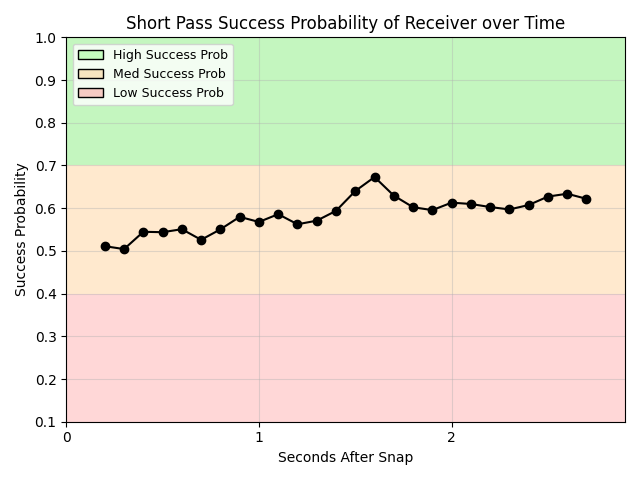 Short Pass Success Probability of Receiver over Time
High Success Prob
Med Success Prob
Low Success Prob
Success Probability
1.0
0.9
0.8
0.7
0.6
0.5
0.4
0.3
0.2
0.1
0 1 2
Seconds After Snap